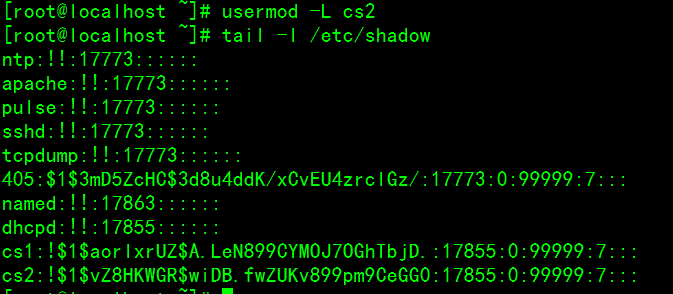 [root@localhost ~]# usermod -L cs2
[root@localhost ~]# tail -l /etc/shadow
ntp:!!:17773::::::
apache:!!:17773::::::
pulse:!!:17773::::::
sshd:!!:17773::::::
tcpdump:!!:17773::::::
405:$1$3mD5ZcHC$3d8u4ddK/xCvEU4zrclGz/:17773:0:99999:7:::
named:!!:17863::::::
dhcpd:!!:17855::::::
cs1:!$1$aorlxrUZ$A.LeN899CYMOJ7OGhTbjD.:17855:0:99999:7:::
cs2:!$1$vZ8HKWGR$wiDB.fwZUKv899pm9CeGG0:17855:0:99999:7:::
[root@localhost ~]#